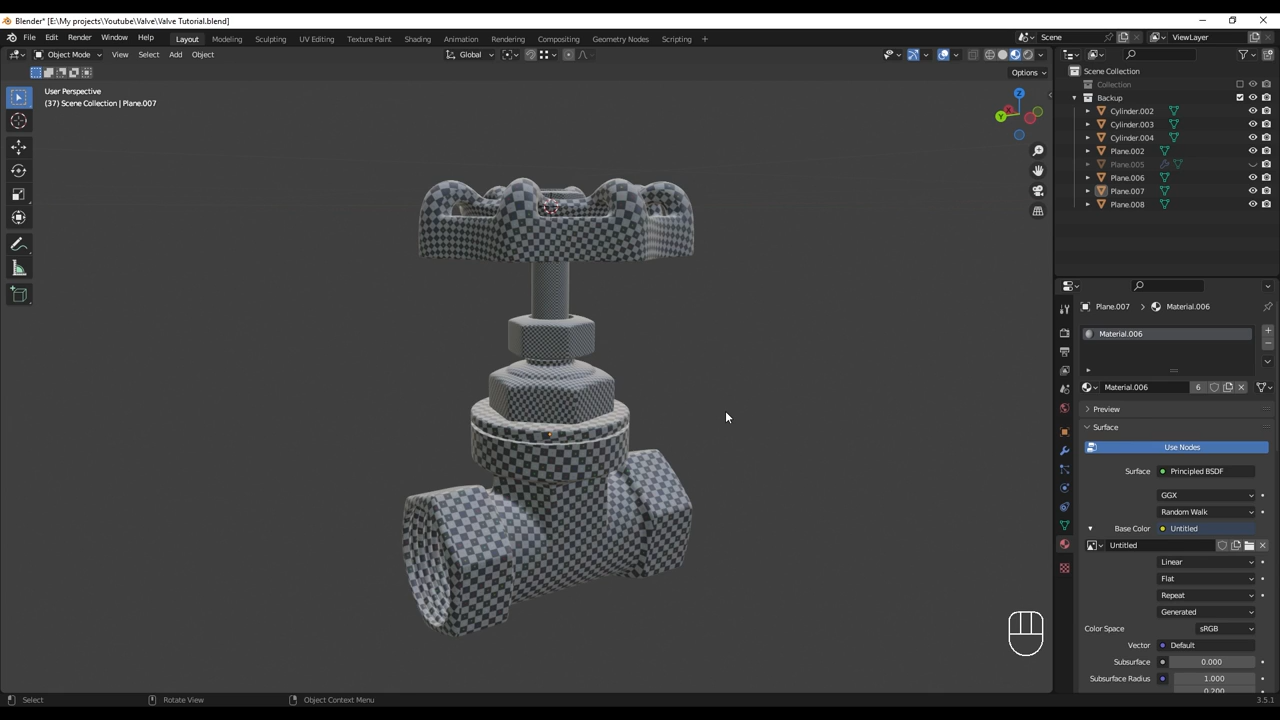 Blender* [E:\My projects\Youtube\Valve\Valve Tutorial.blend]
File Edit Render Window Help Layout Modeling Sculpting UV Editing Texture Paint Shading Animation Rendering Compositing Geometry Nodes Scripting + Scene ViewLayer
Object Mode View Select Add Object Global
Options
User Perspective
(37) Scene Collection | Plane.007
Z
Y
X
Scene Collection
Collection
Backup
Cylinder.002
Cylinder.003
Cylinder.004
Plane.002
Plane.005
Plane.006
Plane.007
Plane.008
Plane.007 > Material.006
Material.006
Material.006 6
Preview
Surface
Use Nodes
Surface Principled BSDF
GGX
Random Walk
Base Color Untitled
Untitled
Linear
Flat
Repeat
Generated
Color Space sRGB
Vector Default
Subsurface 0.000
Subsurface Radius 1.000
0.200
Select Rotate View Object Context Menu 3.5.1